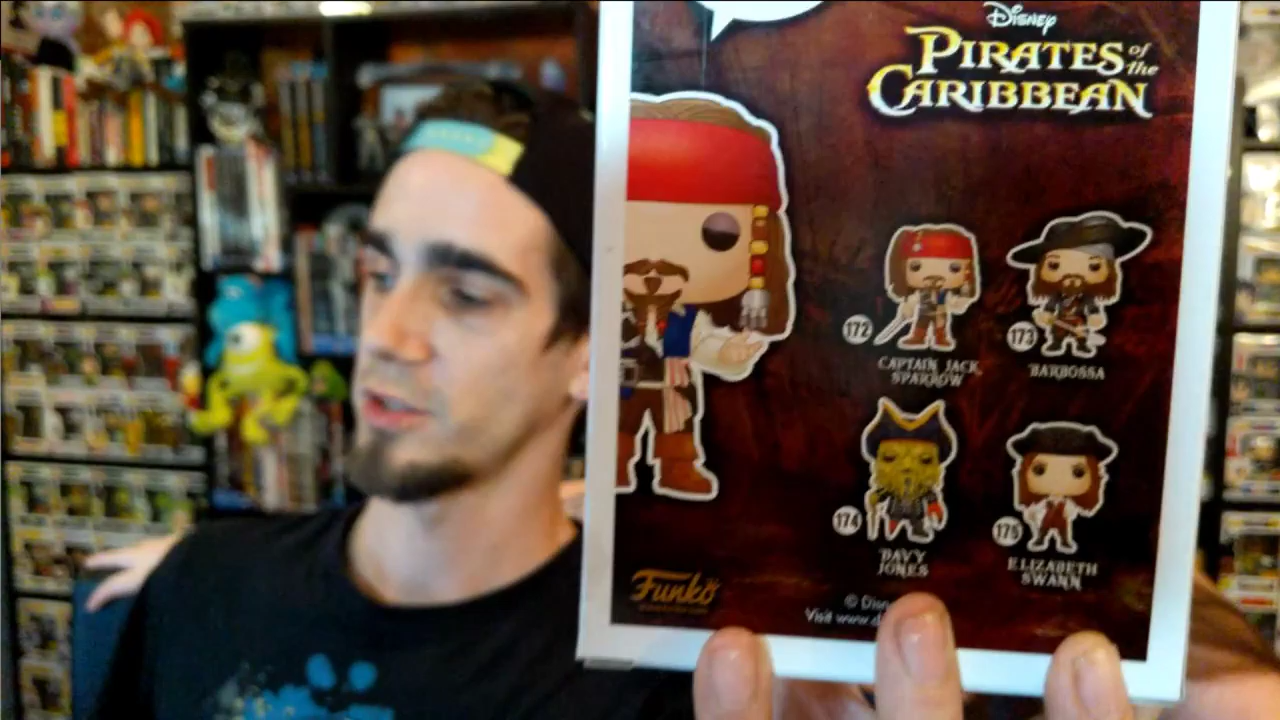 Disney
PIRATES of the
CARIBBEAN
172
CAPTAIN JACK
SPARROW
173
BARBOSSA
174
DAVY
JONES
175
ELIZABETH
SWANN
Funko
© Disn
Visit www.d